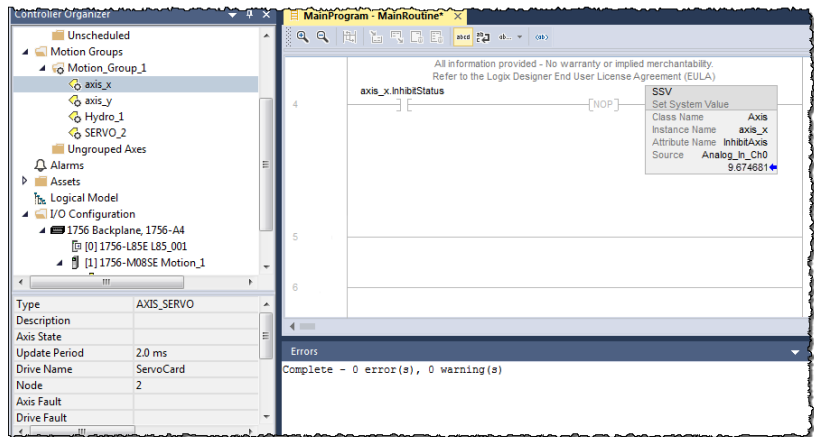 Controller Organizer
Unscheduled
Motion Groups
Motion_Group_1
axis_x
axis_y
Hydro_1
SERVO_2
Ungrouped Axes
Alarms
Assets
Logical Model
I/O Configuration
1756 Backplane, 1756-A4
[0] 1756-L85E L85_001
[1] 1756-M08SE Motion_1
Type AXIS_SERVO
Description
Axis State
Update Period 2.0 ms
Drive Name ServoCard
Node 2
Axis Fault
Drive Fault
MainProgram - MainRoutine*
abcd ab... <ab>
All information provided - No warranty or implied merchantability.
Refer to the Logix Designer End User License Agreement (EULA)
4
axis_x.InhibitStatus
NOP
SSV
Set System Value
Class Name Axis
Instance Name axis_x
Attribute Name InhibitAxis
Source Analog_In_Ch0
9.674681
5
6
Errors
Complete - 0 error(s), 0 warning(s)